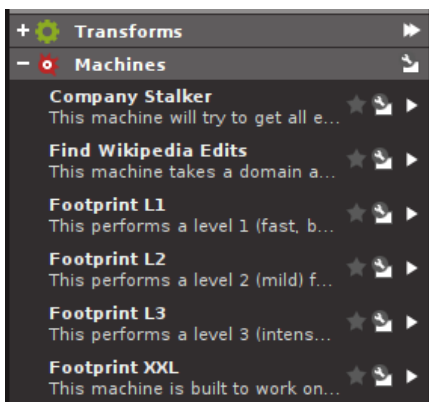 Transforms
Machines
Company Stalker
This machine will try to get all e...
Find Wikipedia Edits
This machine takes a domain a...
Footprint L1
This performs a level 1 (fast, b...
Footprint L2
This performs a level 2 (mild) f...
Footprint L3
This performs a level 3 (intens...
Footprint XXL
This machine is built to work on...